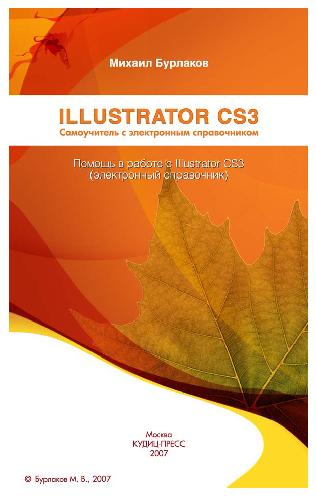 Михаил Бурлаков
ILLUSTRATOR CS3
Самоучитель с электронным справочником
Помощь в работе с Illustrator CS3
(электронный справочник)
Москва
КУДИЦ-ПРЕСС
2007
© Бурлаков М. В., 2007